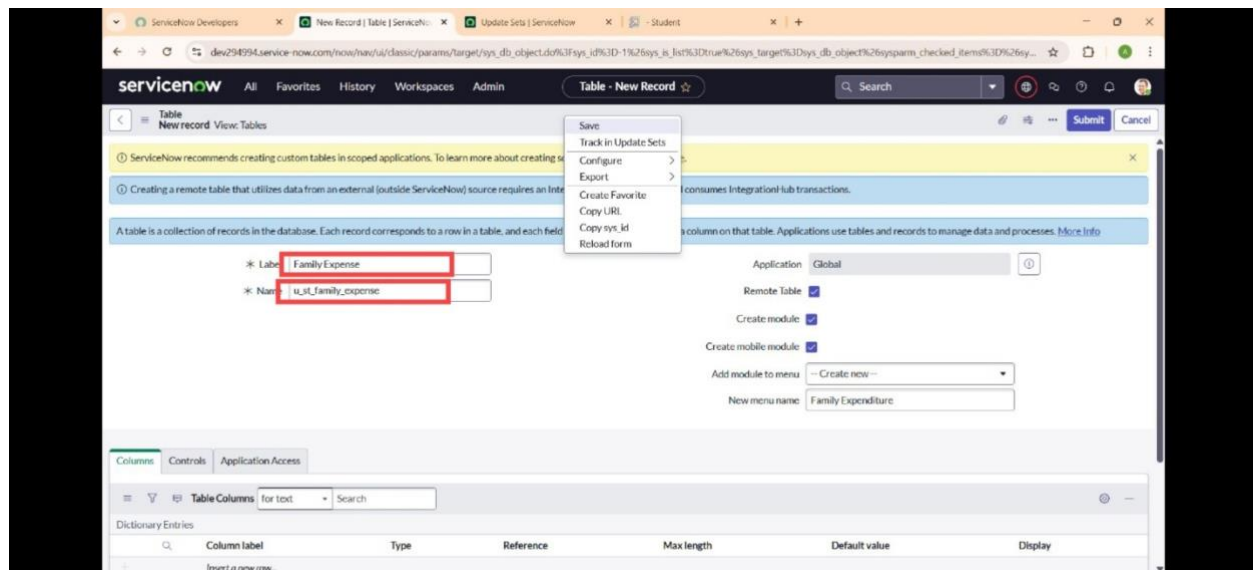 ServiceNow Developers
New Record | Table | ServiceNo
Update Sets | ServiceNow
- Student
dev294994.service-now.com/now/nav/ui/classic/params/target/sys_db_object.do%3Fsys_id%3D-1%26sys_is_list%3Dtrue%26sys_target%3Dsys_db_object%26sysparm_checked_items%3D%26sy...
servicenow All Favorites History Workspaces Admin Table - New Record Search
Table
New record View: Tables
Submit Cancel
Save
Track in Update Sets
Configure
Export
Create Favorite
Copy URL
Copy sys_id
Reload form
ServiceNow recommends creating custom tables in scoped applications. To learn more about creating
Creating a remote table that utilizes data from an external (outside ServiceNow) source requires an Inte consumes IntegrationHub transactions.
A table is a collection of records in the database. Each record corresponds to a row in a table, and each field a column on that table. Applications use tables and records to manage data and processes. More Info
Label Family Expense
Name u_st_family_expense
Application Global
Remote Table
Create module
Create mobile module
Add module to menu -- Create new --
New menu name Family Expenditure
Columns Controls Application Access
Table Columns for text Search
Dictionary Entries
Column label Type Reference Max length Default value Display
Insert a new row...